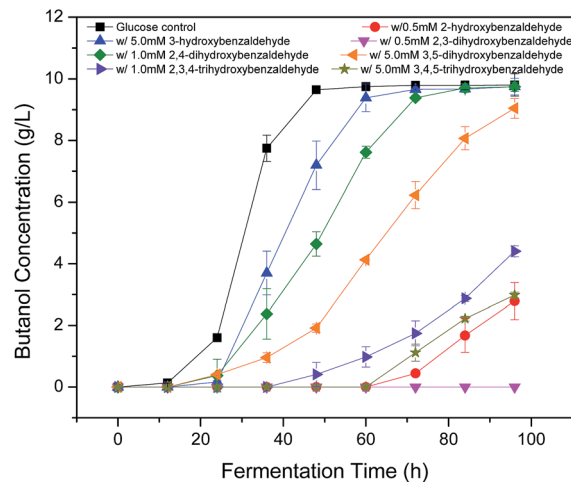 Glucose control
w/0.5mM 2-hydroxybenzaldehyde
w/ 5.0mM 3-hydroxybenzaldehyde
w/ 0.5mM 2,3-dihydroxybenzaldehyde
w/ 1.0mM 2,4-dihydroxybenzaldehyde
w/ 5.0mM 3,5-dihydroxybenzaldehyde
w/ 1.0mM 2,3,4-trihydroxybenzaldehyde
w/ 5.0mM 3,4,5-trihydroxybenzaldehyde
Butanol Concentration (g/L)
12
10
8
6
4
2
0
0 20 40 60 80 100
Fermentation Time (h)